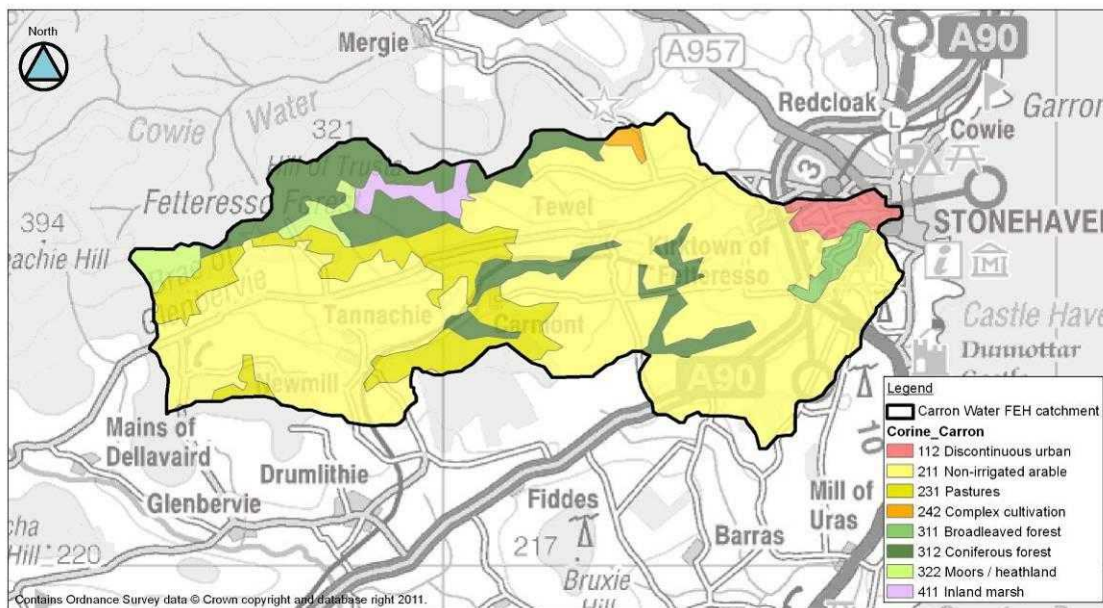 North
Mergie
A957
A90
Redcloak
Garron
Cowie
Water
321
Cowie
L
Hill of Trusta
3
Fetteresso
Tewel
STONEHAVEN
394
Kirktown of
Fetteresso
i
M
Glenbervie
Tannachie
Carmont
Castle Haven
Dunnottar
Newmill
A90
Mains of
Dellavaird
Drumlithie
10
Glenbervie
Fiddes
Mill of
Uras
Barras
Hill 220
217
Bruxie
Hill
Legend
Carron Water FEH catchment
Corine_Carron
112 Discontinuous urban
211 Non-irrigated arable
231 Pastures
242 Complex cultivation
311 Broadleaved forest
312 Coniferous forest
322 Moors / heathland
411 Inland marsh
Contains Ordnance Survey data © Crown copyright and database right 2011.